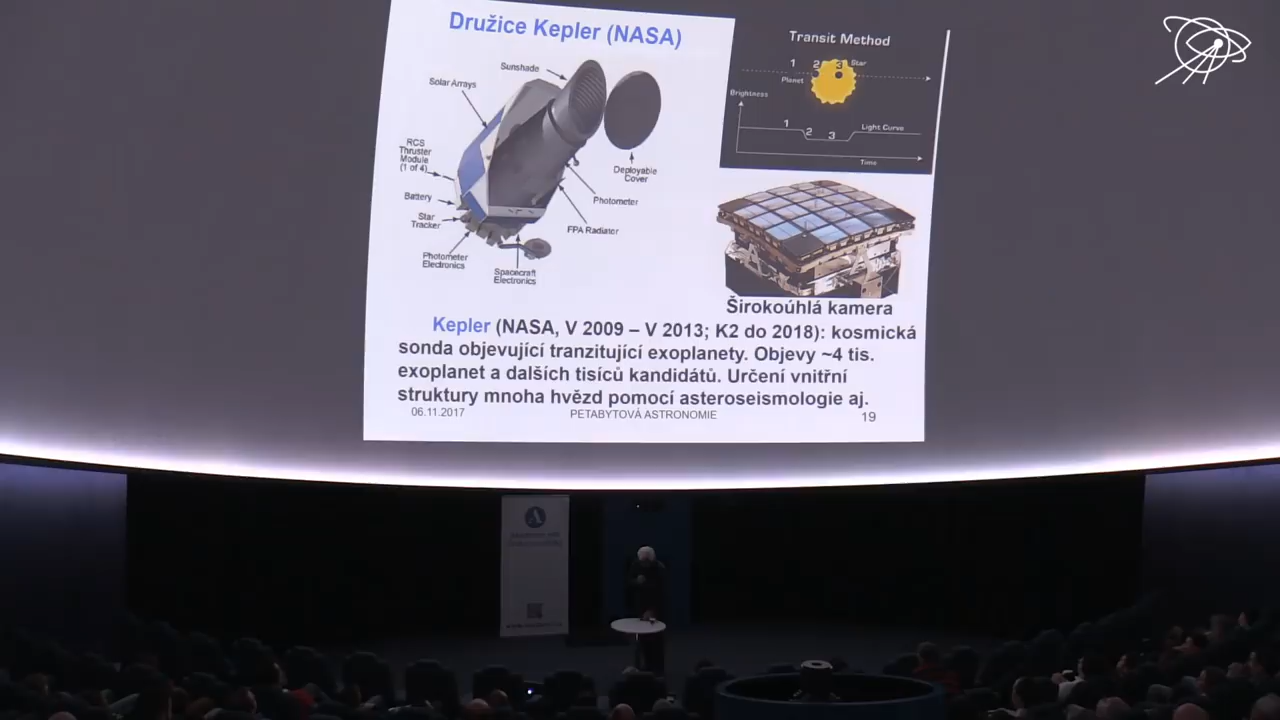 Družice Kepler (NASA)
Sunshade
Solar Arrays
RCS
Thruster
Module
(1 of 4)
Battery
Star
Tracker
Photometer
Electronics
Spacecraft
Electronics
FPA Radiator
Photometer
Deployable
Cover
Transit Method
1 2 3 Star
Planet
Brightness
1 2 3 Light Curve
Time
Širokoúhlá kamera
Kepler (NASA, V 2009 – V 2013; K2 do 2018): kosmická
sonda objevující tranzitující exoplanety. Objevy ~4 tis.
exoplanet a dalších tisíců kandidátů. Určení vnitřní
struktury mnoha hvězd pomocí asteroseismologie aj.
06.11.2017 PETABYTOVÁ ASTRONOMIE 19
A